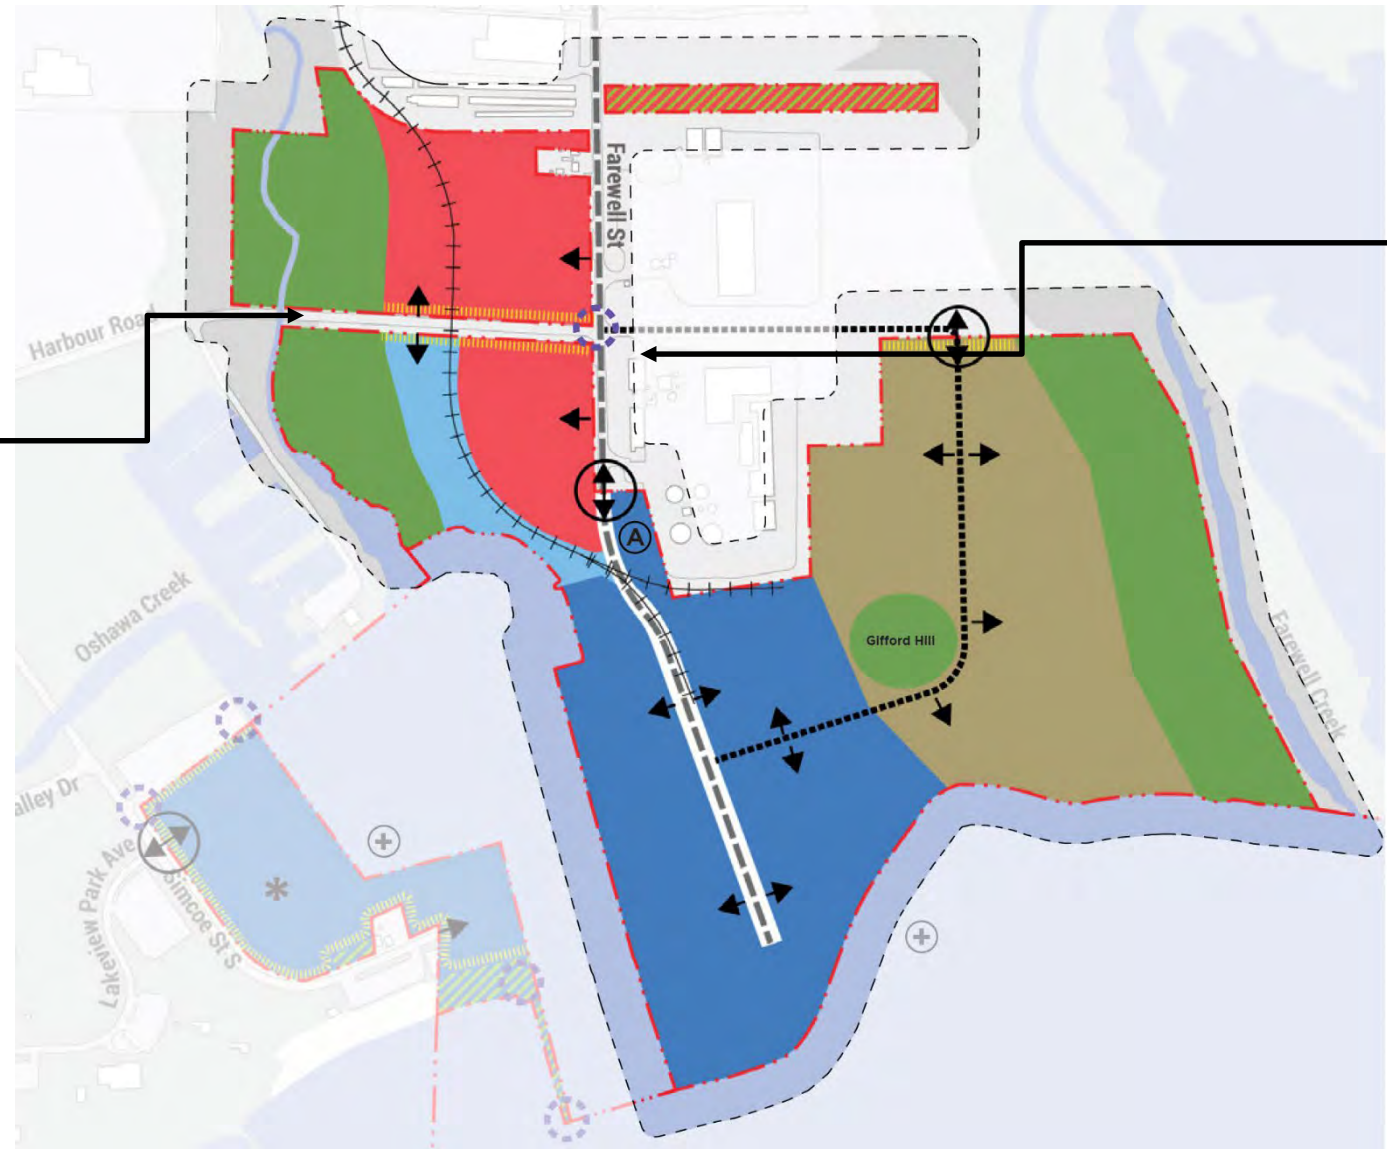 Farewell St
Harbour Road
A
Oshawa Creek
Gifford Hill
Farewell Creek
alley Dr
Lakeview Park Ave
Simcoe St S